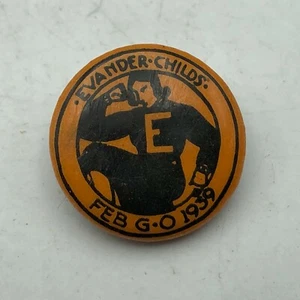 ·EVANDER·CHILDS·
E
FEB G·O 1939